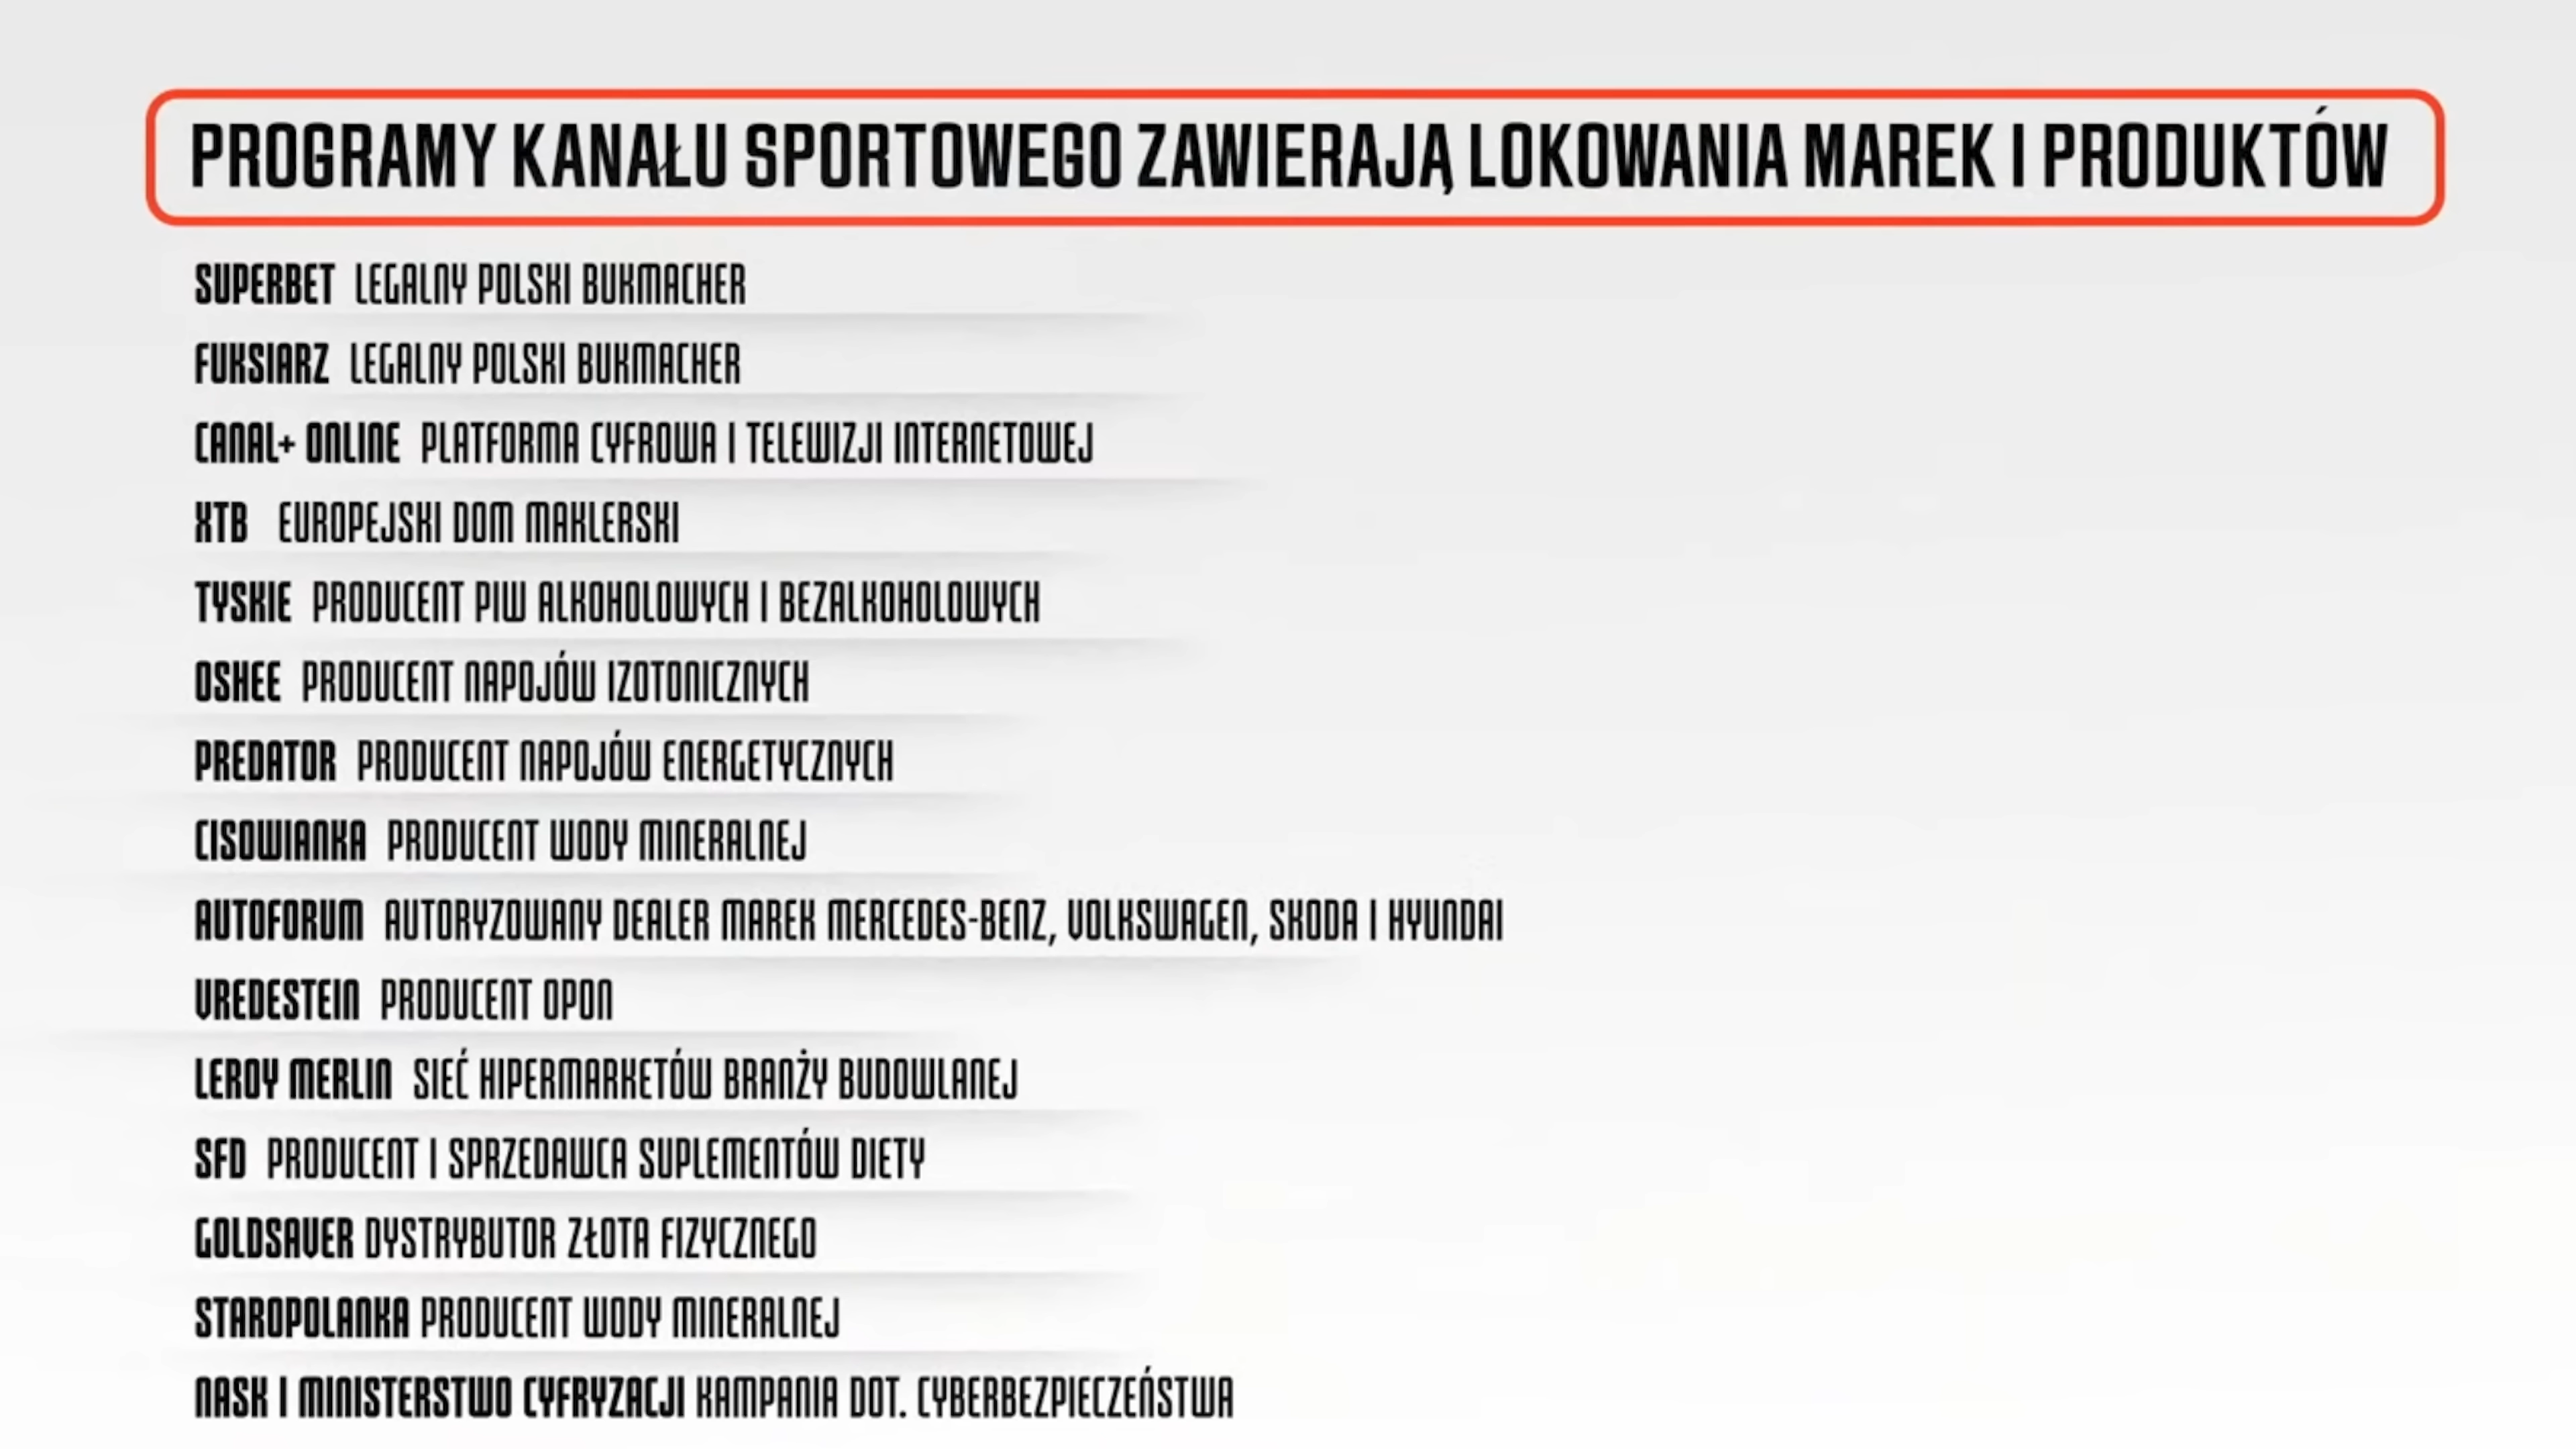 PROGRAMY KANAŁU SPORTOWEGO ZAWIERAJĄ LOKOWANIA MAREK I PRODUKTÓW
SUPERBET LEGALNY POLSKI BUKMACHER
FUKSIARZ LEGALNY POLSKI BUKMACHER
CANAL+ ONLINE PLATFORMA CYFROWA I TELEWIZJI INTERNETOWEJ
XTB EUROPEJSKI DOM MAKLERSKI
TYSKIE PRODUCENT PIW ALKOHOLOWYCH I BEZALKOHOLOWYCH
OSHEE PRODUCENT NAPOJÓW IZOTONICZNYCH
PREDATOR PRODUCENT NAPOJÓW ENERGETYCZNYCH
CISOWIANKA PRODUCENT WODY MINERALNEJ
AUTOFORUM AUTORYZOWANY DEALER MAREK MERCEDES-BENZ, VOLKSWAGEN, SKODA I HYUNDAI
VREDESTEIN PRODUCENT OPON
LEROY MERLIN SIEĆ HIPERMARKETÓW BRANŻY BUDOWLANEJ
SFD PRODUCENT I SPRZEDAWCA SUPLEMENTÓW DIETY
GOLDSAVER DYSTRYBUTOR ZŁOTA FIZYCZNEGO
STAROPOLANKA PRODUCENT WODY MINERALNEJ
NASK I MINISTERSTWO CYFRYZACJI KAMPANIA DOT. CYBERBEZPIECZEŃSTWA